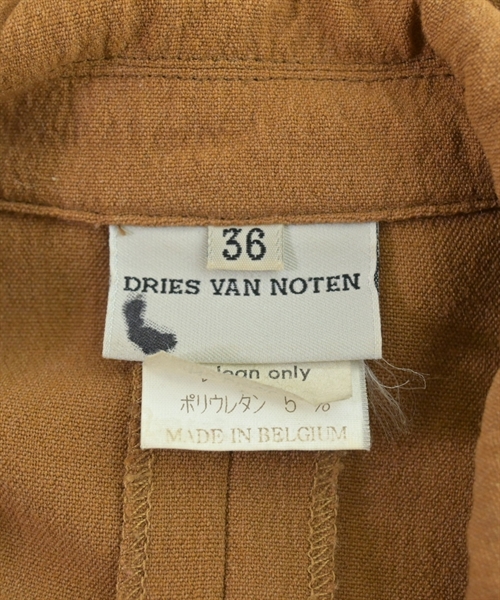 36
DRIES VAN NOTEN
clean only
ポリウレタン 5 %
MADE IN BELGIUM